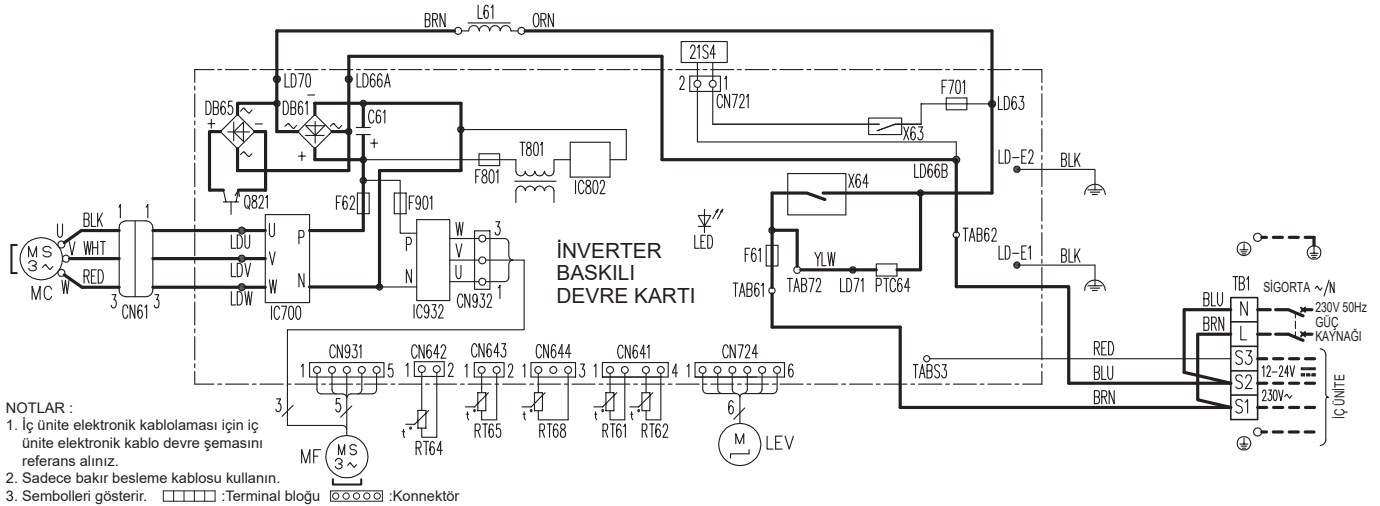 BRN L61 ORN
21S4
2 1
CN721
F701
LD63
X63
LD70 LD66A
DB65 DB61
~ ~ - ~ ~
+ - +
C61
+
~
Q821
T801
F801
IC802
F62 F901
LD66B
LD-E2 BLK
X64
LED
TAB62
LD-E1 BLK
F61
YLW
TAB72 LD71 PTC64
TAB61
U BLK 1 1
V WHT
W RED
MS
3~
MC
3 3
CN61
LDU
LDV
LDW
U P
V
W N
IC700
P
N
IC932
W
V
U
3
1
CN932
İNVERTER
BASKILI
DEVRE KARTI
TB1 SİGORTA ~/N
BLU N 230V 50Hz
BRN L GÜÇ
KAYNAĞI
RED S3
TABS3
12-24V
BLU S2
230V~
BRN S1
İÇ ÜNİTE
CN931
1 5
CN642
1 2
CN643
1 2
CN644
1 3
CN641
1 4
CN724
1 6
3 5 6
t° RT64
t° RT65
t° RT68
t° RT61
t° RT62
M
LEV
MF
MS
3~
NOTLAR :
1. İç ünite elektronik kablolaması için iç
ünite elektronik kablo devre şemasını
referans alınız.
2. Sadece bakır besleme kablosu kullanın.
3. Sembolleri gösterir. :Terminal bloğu :Konnektör